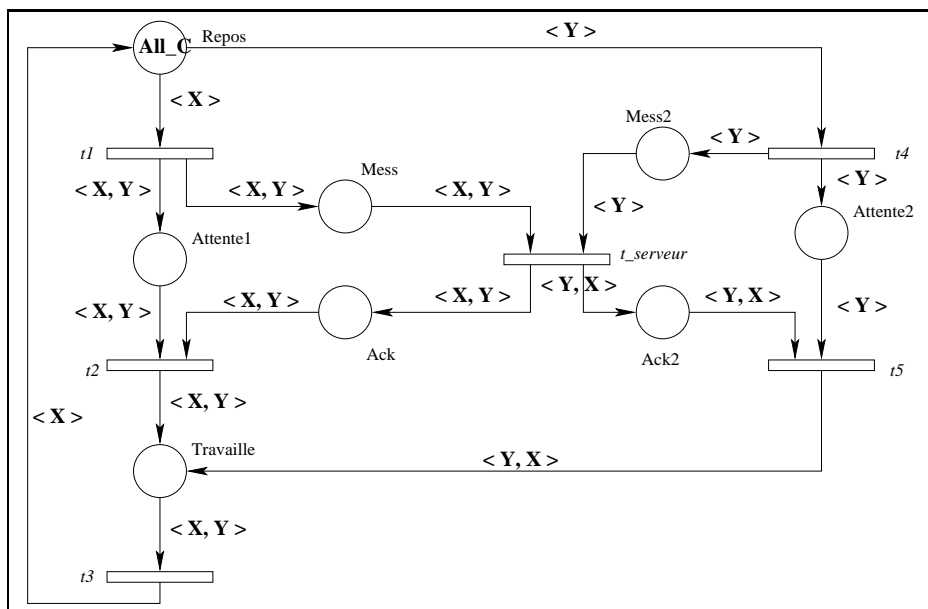 All_C Repos < Y >
< X >
Mess2
t1 < Y > t4
< X, Y > < X, Y > Mess < X, Y > < Y >
< Y > Attente2
Attente1
t_serveur
< X, Y > < X, Y > < X, Y > < Y, X > < Y, X > < Y >
Ack Ack2
t2 t5
< X > < X, Y >
Travaille < Y, X >
< X, Y >
t3